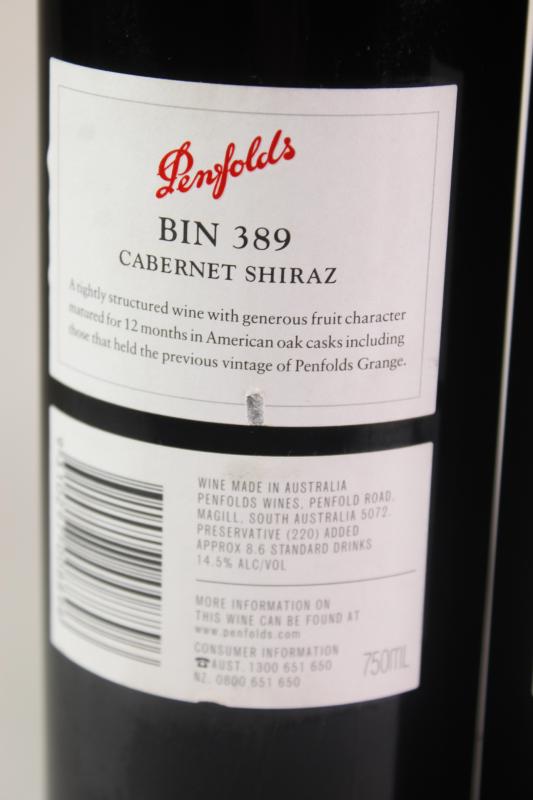 Penfolds
BIN 389
CABERNET SHIRAZ
A tightly structured wine with generous fruit character
matured for 12 months in American oak casks including
those that held the previous vintage of Penfolds Grange.
WINE MADE IN AUSTRALIA
PENFOLDS WINES, PENFOLD ROAD,
MAGILL, SOUTH AUSTRALIA 5072.
PRESERVATIVE (220) ADDED
APPROX 8.6 STANDARD DRINKS
14.5% ALC/VOL
MORE INFORMATION ON
THIS WINE CAN BE FOUND AT
www.penfolds.com
CONSUMER INFORMATION
☎AUST. 1300 651 650
NZ. 0800 651 650
750ML